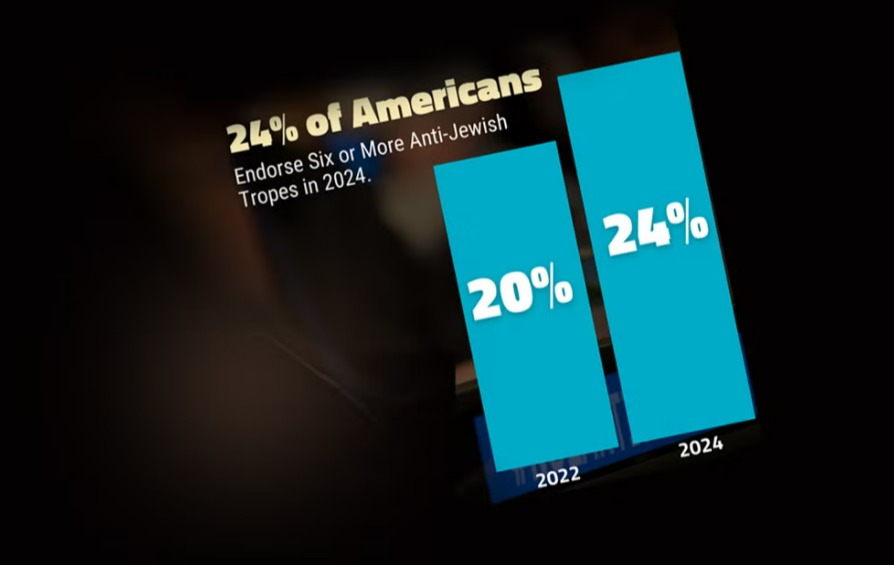 24% of Americans
Endorse Six or More Anti-Jewish
Tropes in 2024.
20%
24%
2022
2024